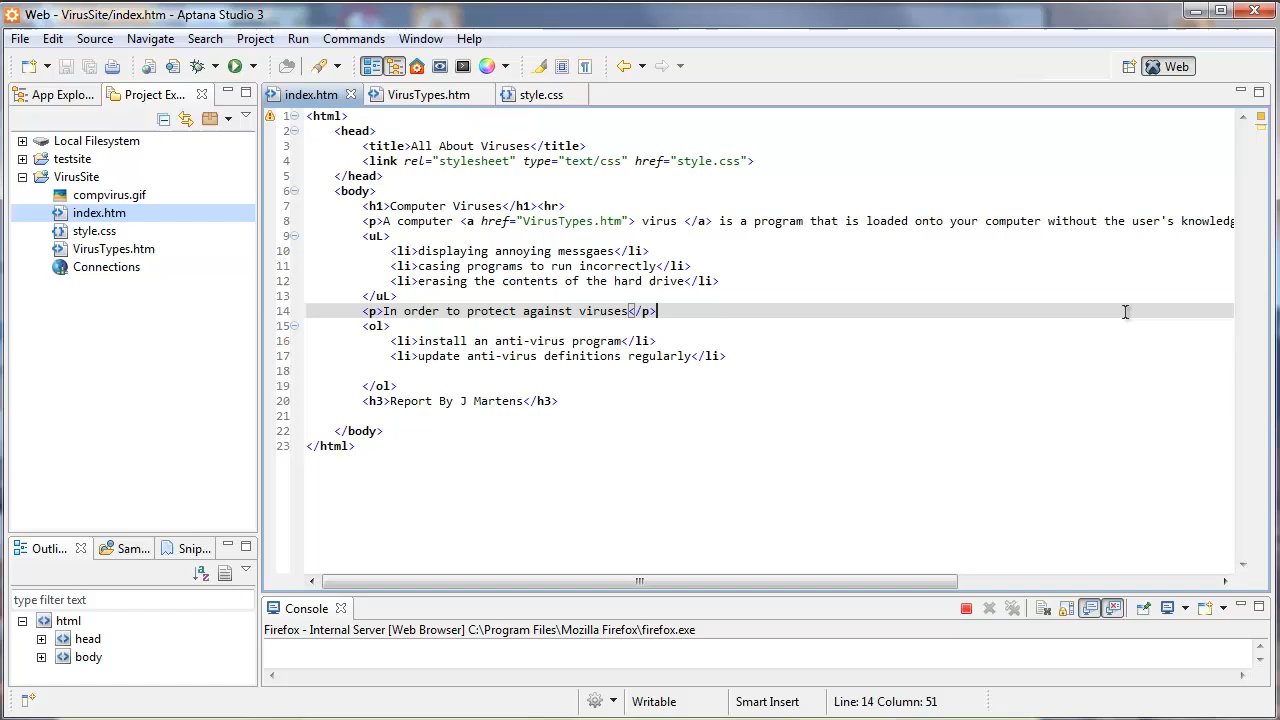 Web - VirusSite/index.htm - Aptana Studio 3
File Edit Source Navigate Search Project Run Commands Window Help
Web
App Explo... Project Ex...
index.htm VirusTypes.htm style.css
Local Filesystem
testsite
VirusSite
compvirus.gif
index.htm
style.css
VirusTypes.htm
Connections
1 <html>
2 <head>
3 <title>All About Viruses</title>
4 <link rel="stylesheet" type="text/css" href="style.css">
5 </head>
6 <body>
7 <h1>Computer Viruses</h1><hr>
8 <p>A computer <a href="VirusTypes.htm"> virus </a> is a program that is loaded onto your computer without the user's knowledg
9 <uL>
10 <li>displaying annoying messgaes</li>
11 <li>casing programs to run incorrectly</li>
12 <li>erasing the contents of the hard drive</li>
13 </uL>
14 <p>In order to protect against viruses</p>
15 <ol>
16 <li>install an anti-virus program</li>
17 <li>update anti-virus definitions regularly</li>
18
19 </ol>
20 <h3>Report By J Martens</h3>
21
22 </body>
23 </html>
Outli... Sam... Snip...
type filter text
html
head
body
Console
Firefox - Internal Server [Web Browser] C:\Program Files\Mozilla Firefox\firefox.exe
Writable Smart Insert Line: 14 Column: 51